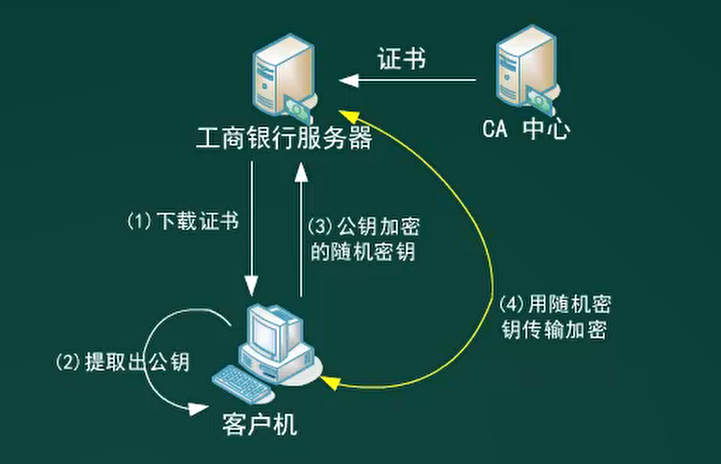 证书
工商银行服务器
CA 中心
(1)下载证书
(3)公钥加密
的随机密钥
(4)用随机密
钥传输加密
(2)提取出公钥
客户机